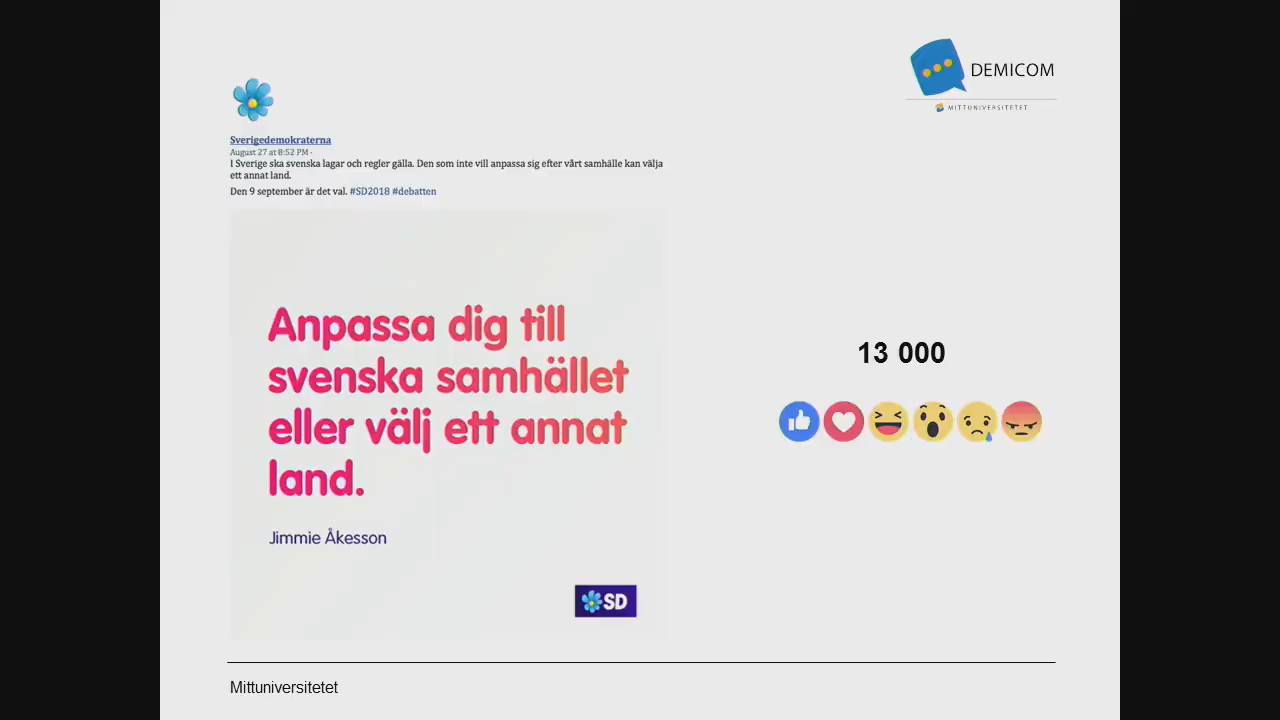 DEMICOM
MITTUNIVERSITETET
Sverigedemokraterna
August 27 at 8:52 PM ·
I Sverige ska svenska lagar och regler gälla. Den som inte vill anpassa sig efter vårt samhälle kan välja
ett annat land.
Den 9 september är det val. #SD2018 #debatten
Anpassa dig till
svenska samhället
eller välj ett annat
land.
Jimmie Åkesson
SD
13 000
Mittuniversitetet